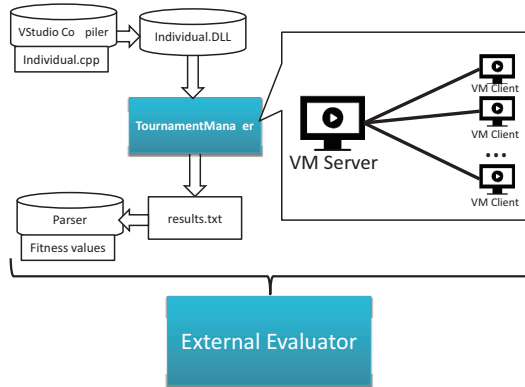 VStudio Co piler
Individual.cpp
Individual.DLL
TournamentMana er
results.txt
Parser
Fitness values
VM Server
VM Client
VM Client
...
VM Client
External Evaluator